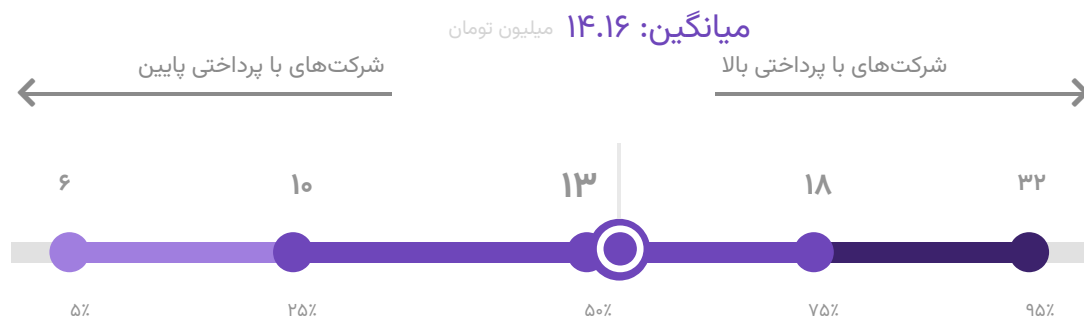 میانگین: ۱۴.۱۶ میلیون تومان
شرکت‌های با پرداختی بالا
شرکت‌های با پرداختی پایین
۶ ۱۰ ۱۳ ۱۸ ۳۲
۵٪ ۲۵٪ ۵۰٪ ۷۵٪ ۹۵٪